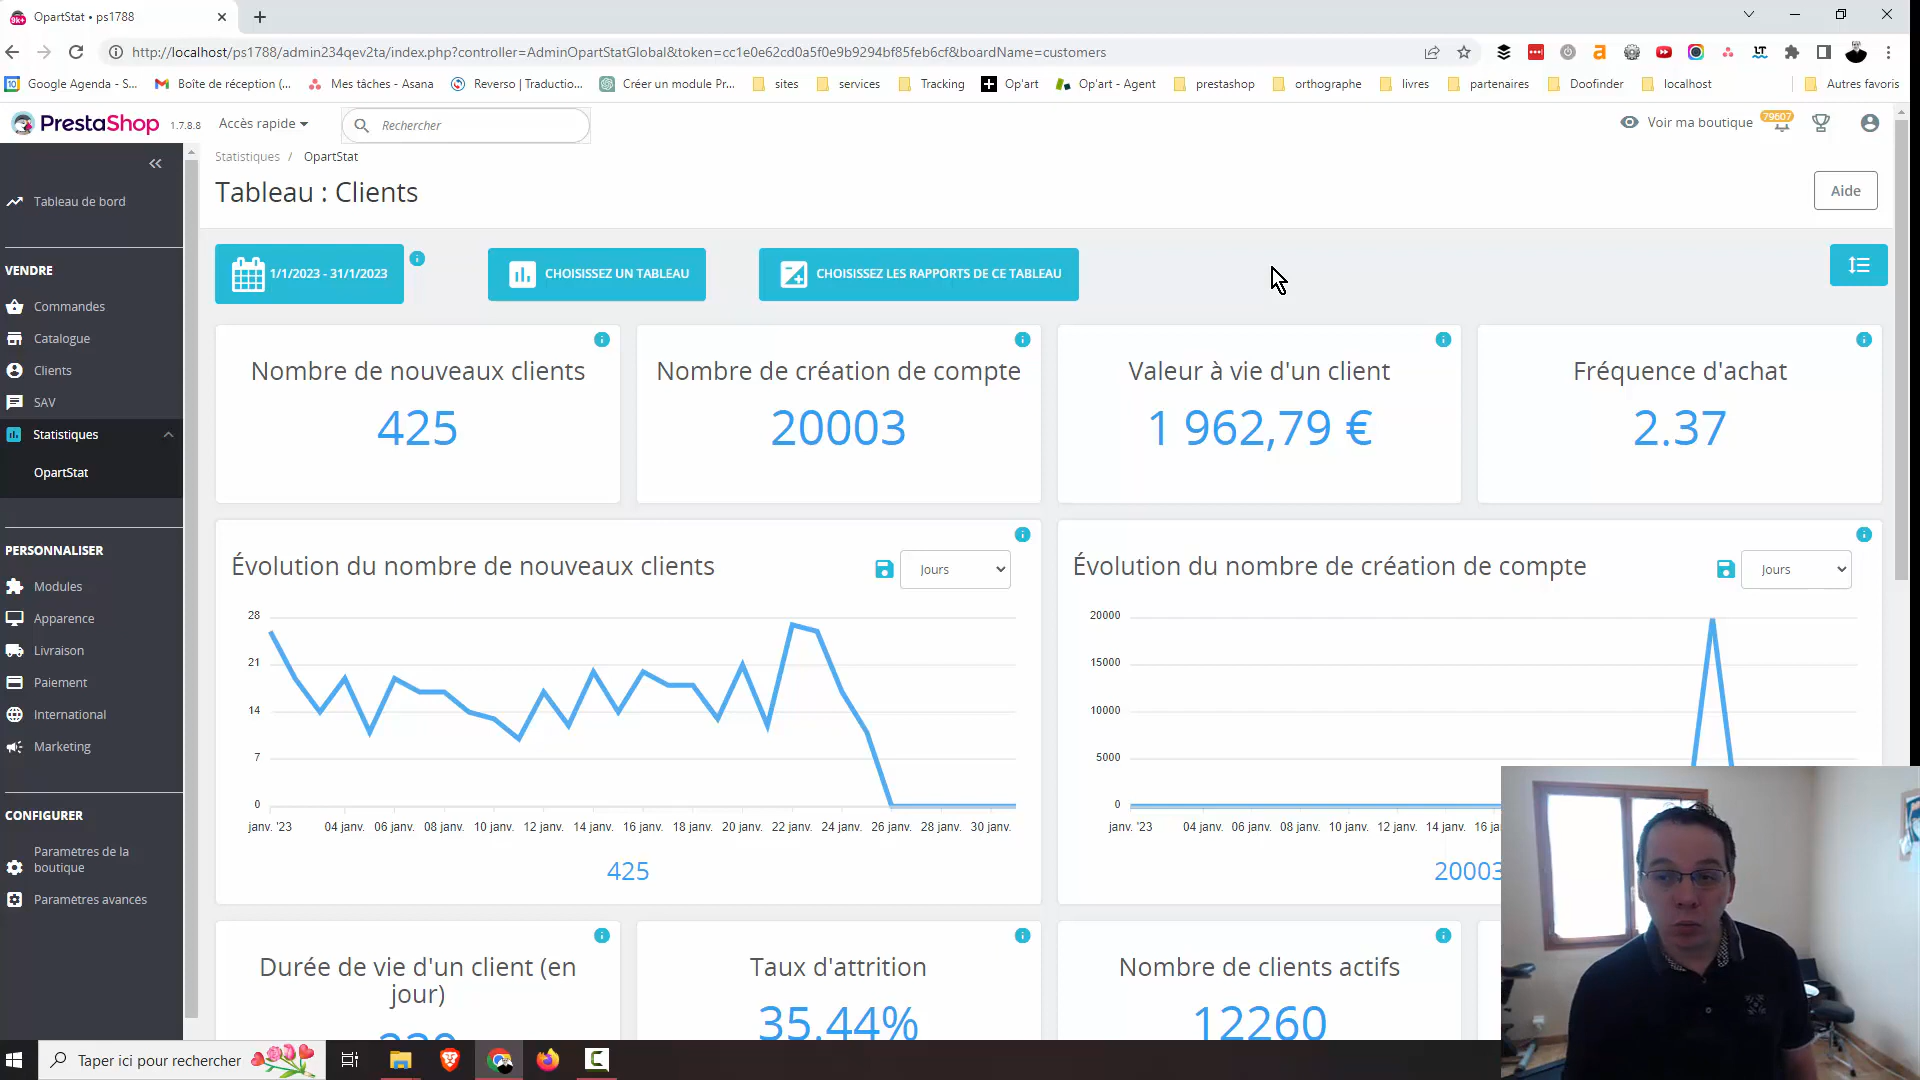 OpartStat • ps1788
http://localhost/ps1788/admin234qev2ta/index.php?controller=AdminOpartStatGlobal&token=cc1e0e62cd0a5f0e9b9294bf85feb6cf&boardName=customers
Google Agenda - S... Boîte de réception (... Mes tâches - Asana Reverso | Traductio... Créer un module Pr... sites services Tracking Op'art Op'art - Agent prestashop orthographe livres partenaires Doofinder localhost Autres favoris
PrestaShop 1.7.8.8 Accès rapide Rechercher Voir ma boutique 79607
Statistiques / OpartStat
Tableau : Clients
Aide
Tableau de bord
VENDRE
Commandes
Catalogue
Clients
SAV
Statistiques
OpartStat
PERSONNALISER
Modules
Apparence
Livraison
Paiement
International
Marketing
CONFIGURER
Paramètres de la
boutique
Paramètres avancés
1/1/2023 - 31/1/2023 CHOISISSEZ UN TABLEAU CHOISISSEZ LES RAPPORTS DE CE TABLEAU
Nombre de nouveaux clients
425
Nombre de création de compte
20003
Valeur à vie d'un client
1 962,79 €
Fréquence d'achat
2.37
Évolution du nombre de nouveaux clients
Jours
28
21
14
7
0
janv. '23 04 janv. 06 janv. 08 janv. 10 janv. 12 janv. 14 janv. 16 janv. 18 janv. 20 janv. 22 janv. 24 janv. 26 janv. 28 janv. 30 janv.
425
Évolution du nombre de création de compte
Jours
20000
15000
10000
5000
0
janv. '23 04 janv. 06 janv. 08 janv. 10 janv. 12 janv. 14 janv. 16 ja
20003
Durée de vie d'un client (en
jour)
Taux d'attrition
35.44%
Nombre de clients actifs
12260
Taper ici pour rechercher